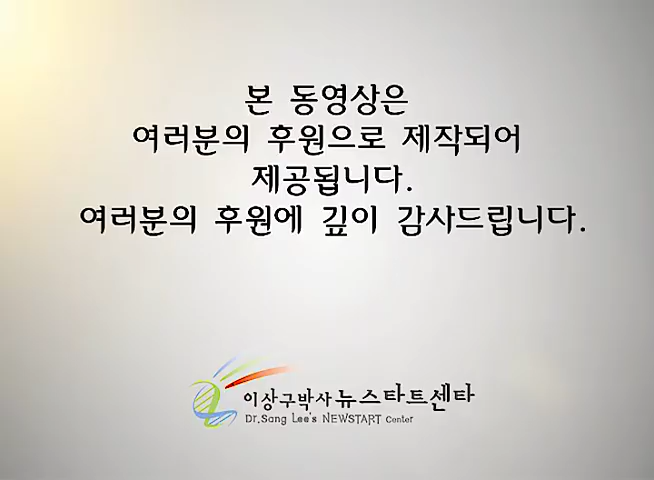 본 동영상은
여러분의 후원으로 제작되어
제공됩니다.
여러분의 후원에 깊이 감사드립니다.
이상구박사 뉴스타트센타
Dr.Sang Lee's NEWSTART Center